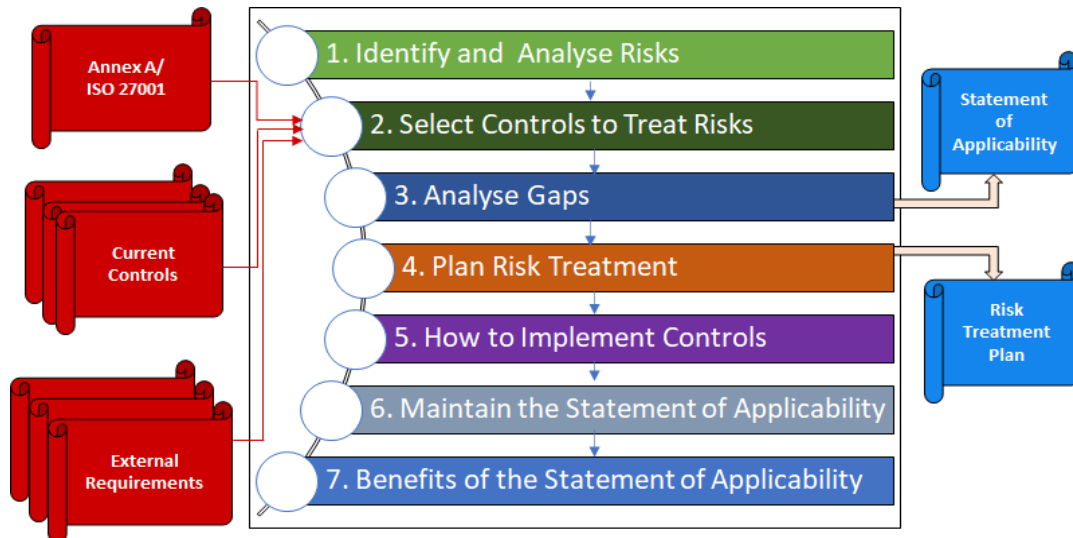 Annex A/
ISO 27001
Current
Controls
External
Requirements
1. Identify and Analyse Risks
2. Select Controls to Treat Risks
3. Analyse Gaps
4. Plan Risk Treatment
5. How to Implement Controls
6. Maintain the Statement of Applicability
7. Benefits of the Statement of Applicability
Statement
of
Applicability
Risk
Treatment
Plan